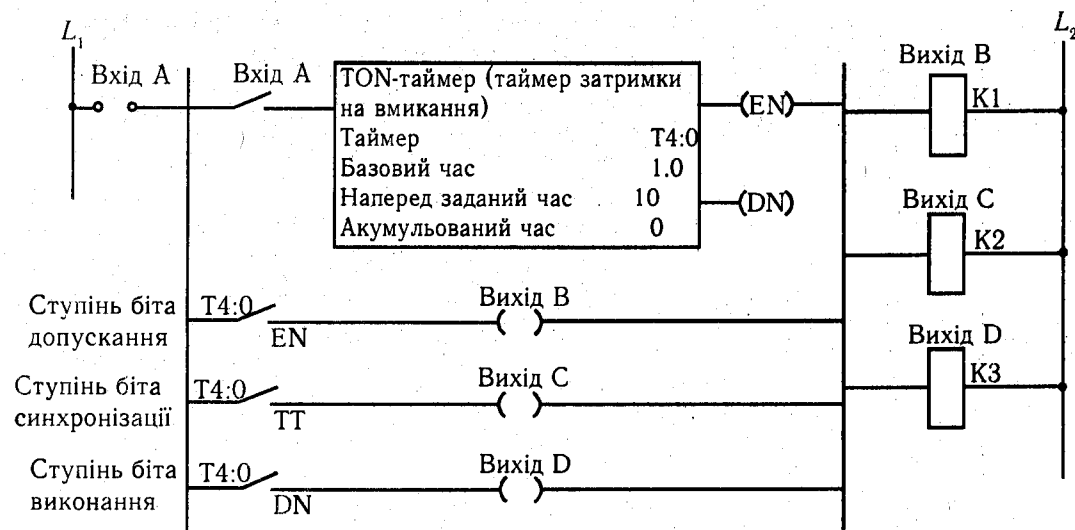 L₁
L₂
Вхід А
Вхід А
TON-таймер (таймер затримки
на вмикання)
Таймер T4:0
Базовий час 1.0
Наперед заданий час 10
Акумульований час 0
(EN)
(DN)
Вихід B
K1
Вихід C
K2
Вихід D
K3
Ступінь біта
допускання
T4:0
EN
Вихід B
Ступінь біта
синхронізації
T4:0
TT
Вихід C
Ступінь біта
виконання
T4:0
DN
Вихід D